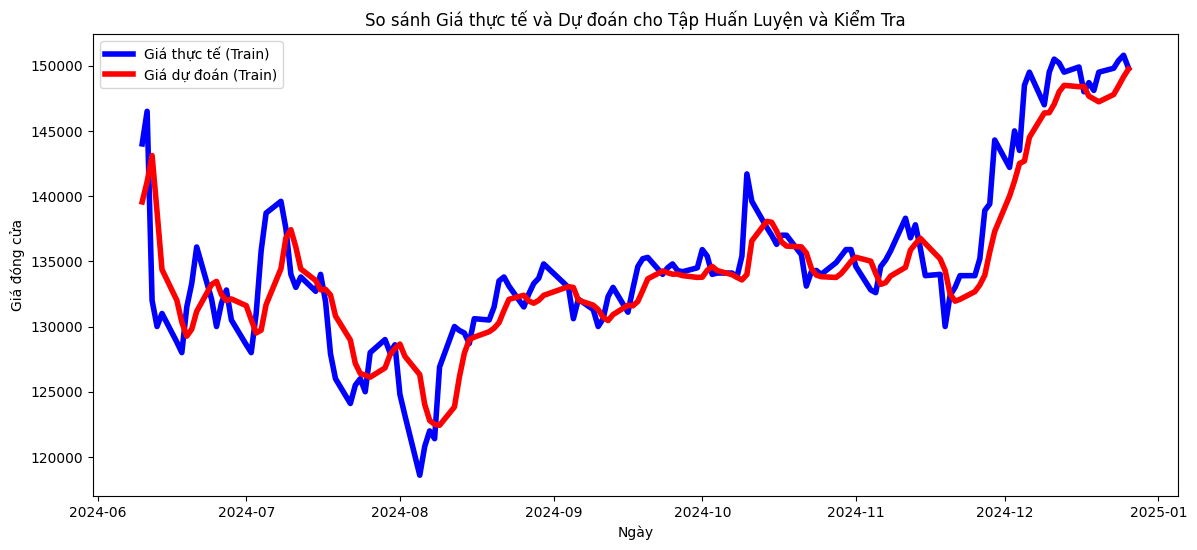 So sánh Giá thực tế và Dự đoán cho Tập Huấn Luyện và Kiểm Tra
Giá thực tế (Train)
Giá dự đoán (Train)
Giá đóng cửa
150000
145000
140000
135000
130000
125000
120000
2024-06 2024-07 2024-08 2024-09 2024-10 2024-11 2024-12 2025-01
Ngày